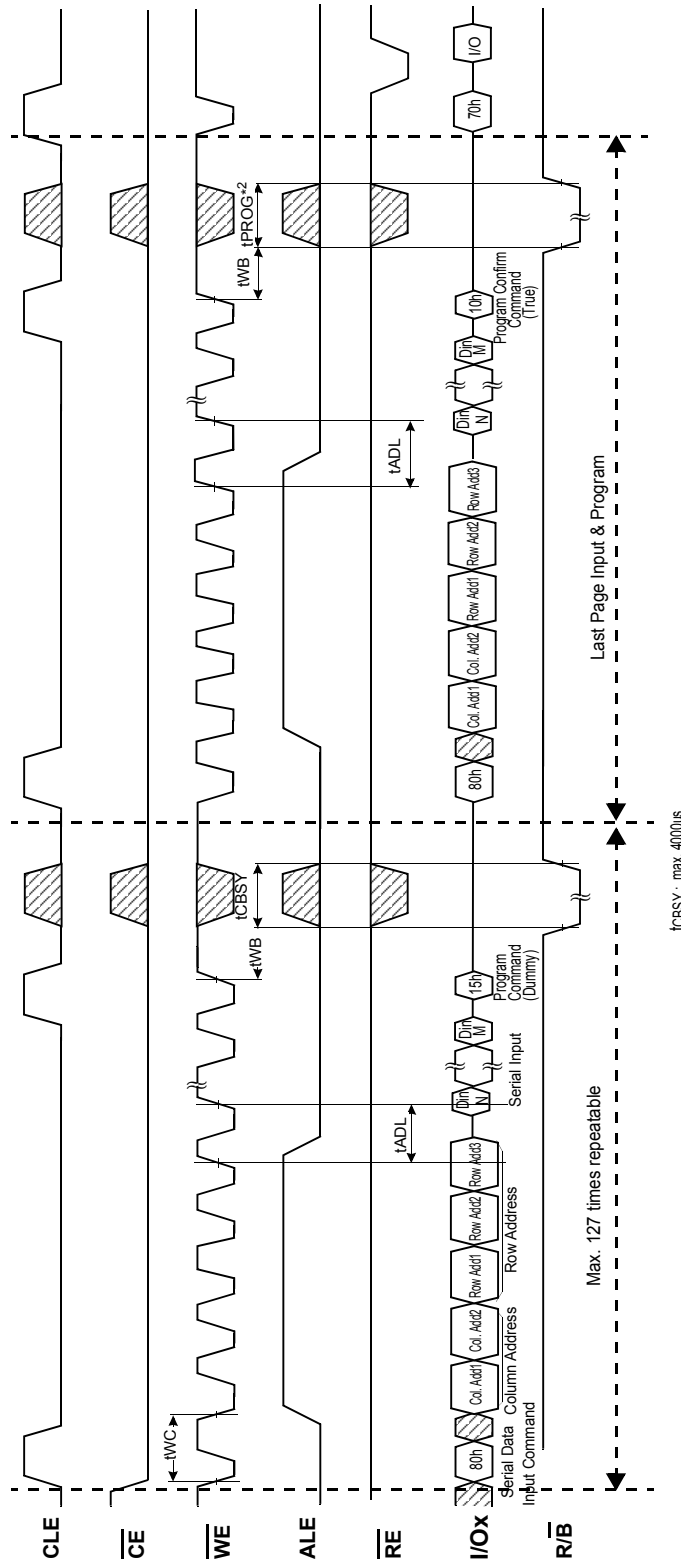 CLE
CE
WE
ALE
RE
I/Ox
R/B
tWC
tADL
tWB
tCBSY
tADL
tWB
tPROG*2
80h
Col. Add1
Col. Add2
Row Add1
Row Add2
Row Add3
Din
N
Din
M
15h
80h
Col. Add1
Col. Add2
Row Add1
Row Add2
Row Add3
Din
N
Din
M
10h
70h
I/O
Serial Data
Input Command
Column Address
Row Address
Serial Input
Program
Command
(Dummy)
Program Confirm
Command
(True)
Max. 127 times repeatable
Last Page Input & Program
tCBSY : max. 4000us